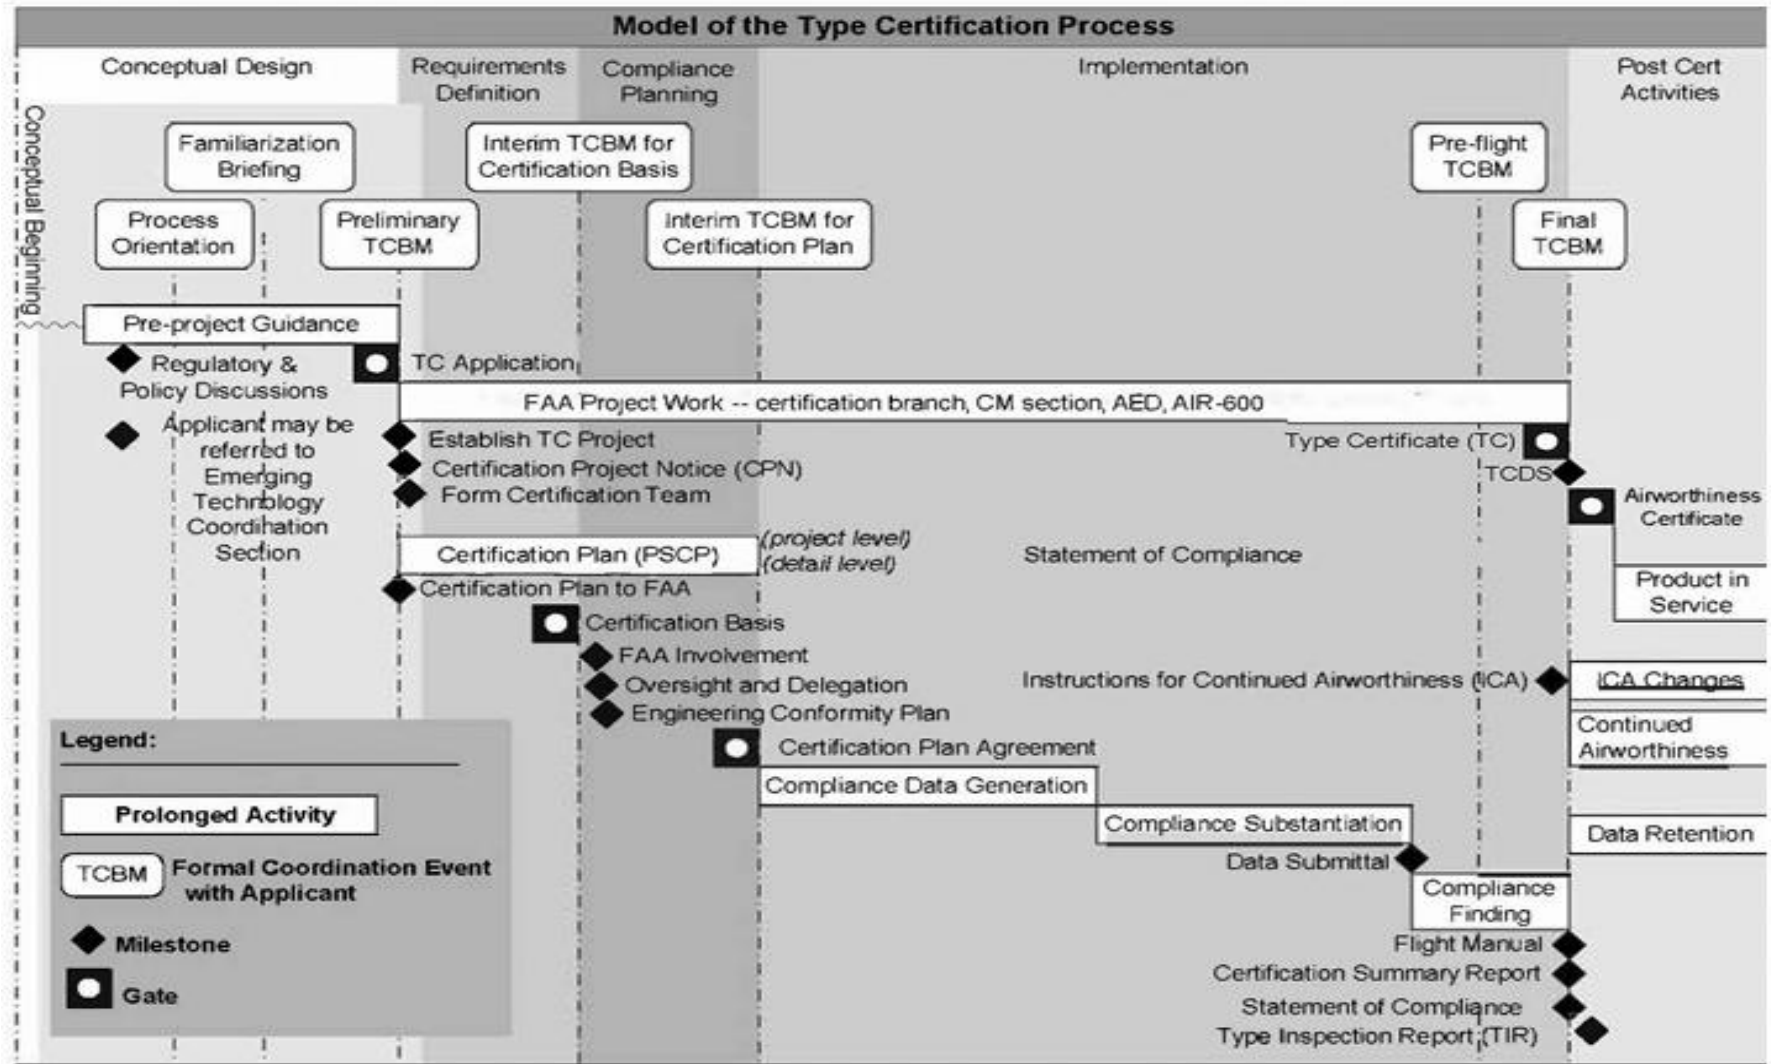 Model of the Type Certification Process
Conceptual Design
Requirements
Definition
Compliance
Planning
Implementation
Post Cert
Activities
Conceptual Beginning
Familiarization
Briefing
Interim TCBM for
Certification Basis
Pre-flight
TCBM
Process
Orientation
Preliminary
TCBM
Interim TCBM for
Certification Plan
Final
TCBM
Pre-project Guidance
Regulatory &
Policy Discussions
TC Application
FAA Project Work -- certification branch, CM section, AED, AIR-600
Applicant may be
referred to
Emerging
Technology
Coordination
Section
Establish TC Project
Certification Project Notice (CPN)
Form Certification Team
Type Certificate (TC)
TCDS
Airworthiness
Certificate
Certification Plan (PSCP)
(project level)
(detail level)
Statement of Compliance
Product in
Service
Certification Plan to FAA
Certification Basis
FAA Involvement
Oversight and Delegation
Engineering Conformity Plan
Instructions for Continued Airworthiness (ICA)
ICA Changes
Continued
Airworthiness
Certification Plan Agreement
Compliance Data Generation
Compliance Substantiation
Data Retention
Data Submittal
Compliance
Finding
Flight Manual
Certification Summary Report
Statement of Compliance
Type Inspection Report (TIR)
Legend:
Prolonged Activity
TCBM
Formal Coordination Event
with Applicant
Milestone
Gate